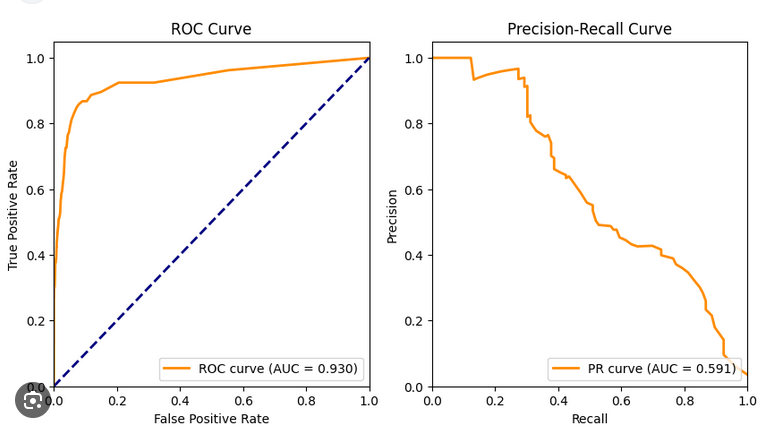 ROC Curve
1.0
0.8
0.6
0.4
0.2
0.0
True Positive Rate
0.0 0.2 0.4 0.6 0.8 1.0
False Positive Rate
ROC curve (AUC = 0.930)
Precision-Recall Curve
1.0
0.8
0.6
0.4
0.2
0.0
Precision
0.0 0.2 0.4 0.6 0.8 1.0
Recall
PR curve (AUC = 0.591)